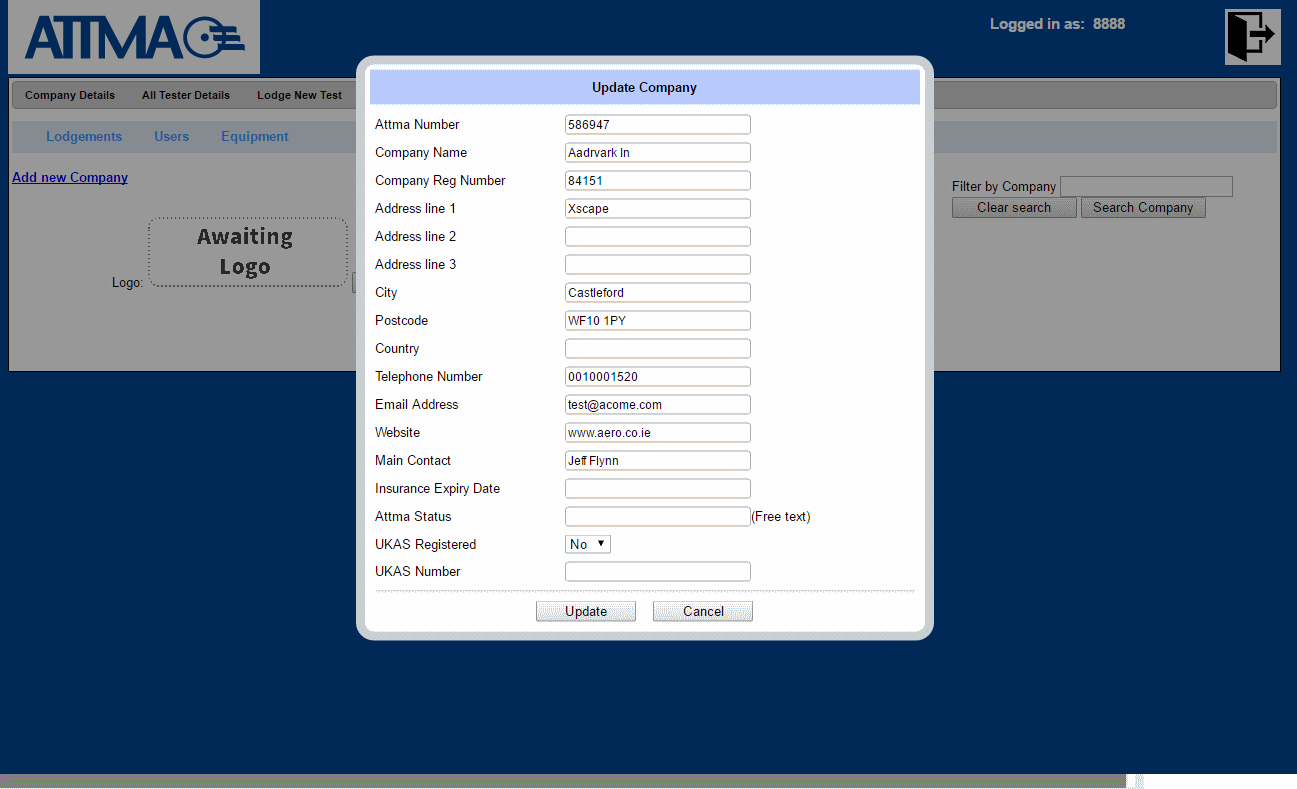 ATTMA
Logged in as: 8888
Company Details All Tester Details Lodge New Test
Lodgements Users Equipment
Add new Company
Filter by Company
Clear search Search Company
Awaiting
Logo
Logo:
Update Company
Attma Number 586947
Company Name Aadrvark In
Company Reg Number 84151
Address line 1 Xscape
Address line 2
Address line 3
City Castleford
Postcode WF10 1PY
Country
Telephone Number 0010001520
Email Address test@acome.com
Website www.aero.co.ie
Main Contact Jeff Flynn
Insurance Expiry Date
Attma Status (Free text)
UKAS Registered No
UKAS Number
Update Cancel